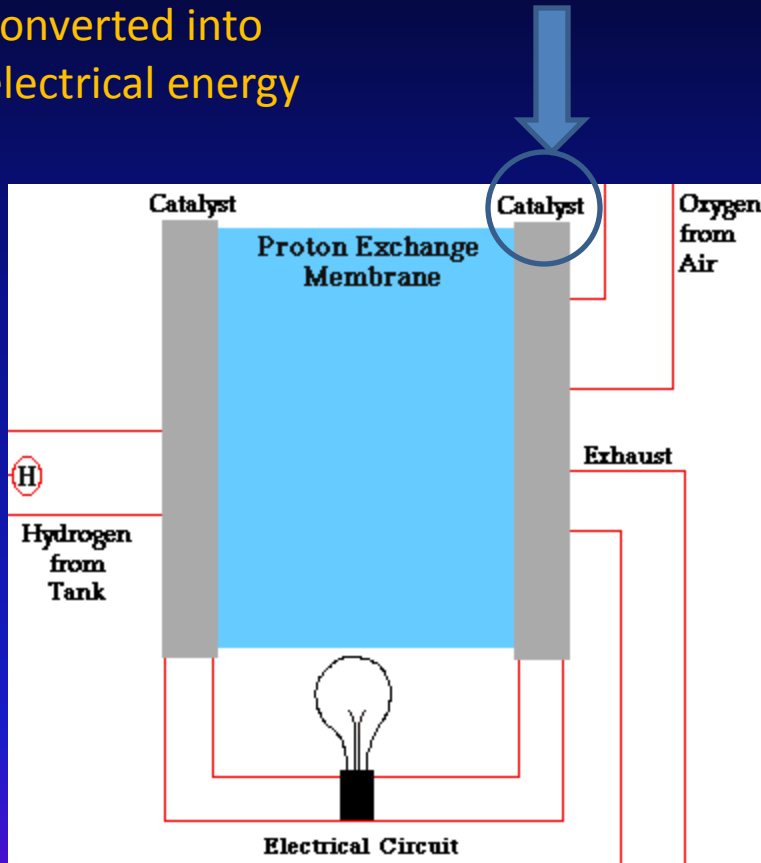 onverted into
lectrical energy
Catalyst
Catalyst
Oxygen
from
Air
Proton Exchange
Membrane
Exhaust
H
Hydrogen
from
Tank
Electrical Circuit